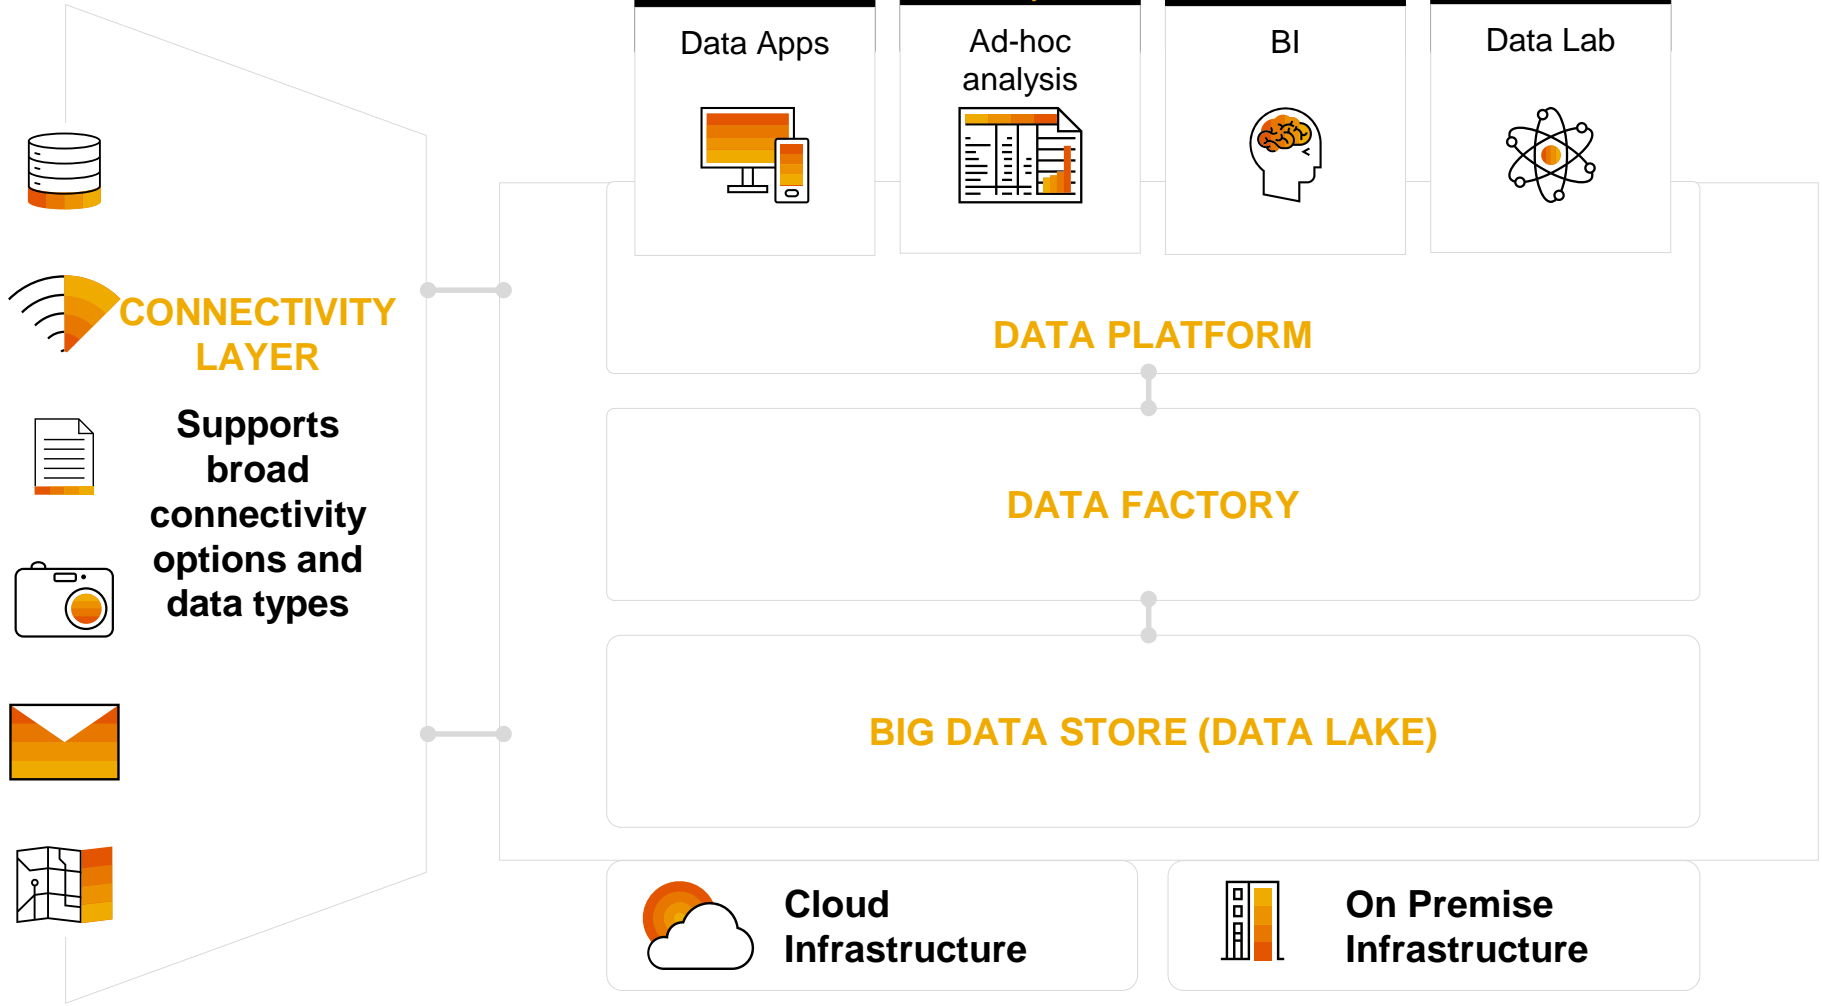 Data Apps
Ad-hoc
analysis
BI
Data Lab
CONNECTIVITY
LAYER
Supports
broad
connectivity
options and
data types
DATA PLATFORM
DATA FACTORY
BIG DATA STORE (DATA LAKE)
Cloud
Infrastructure
On Premise
Infrastructure